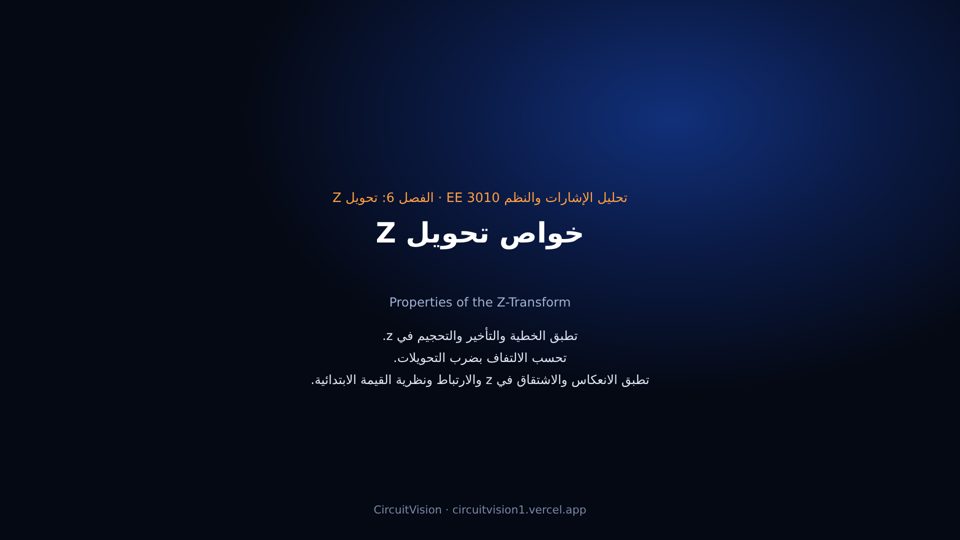 تحليل الإشارات والنظم EE 3010 · الفصل 6: تحويل Z
خواص تحويل Z
Properties of the Z-Transform
تطبق الخطية والتأخير والتحجيم في z.
تحسب الالتفاف بضرب التحويلات.
تطبق الانعكاس والاشتقاق في z والارتباط ونظرية القيمة الابتدائية.
CircuitVision · circuitvision1.vercel.app